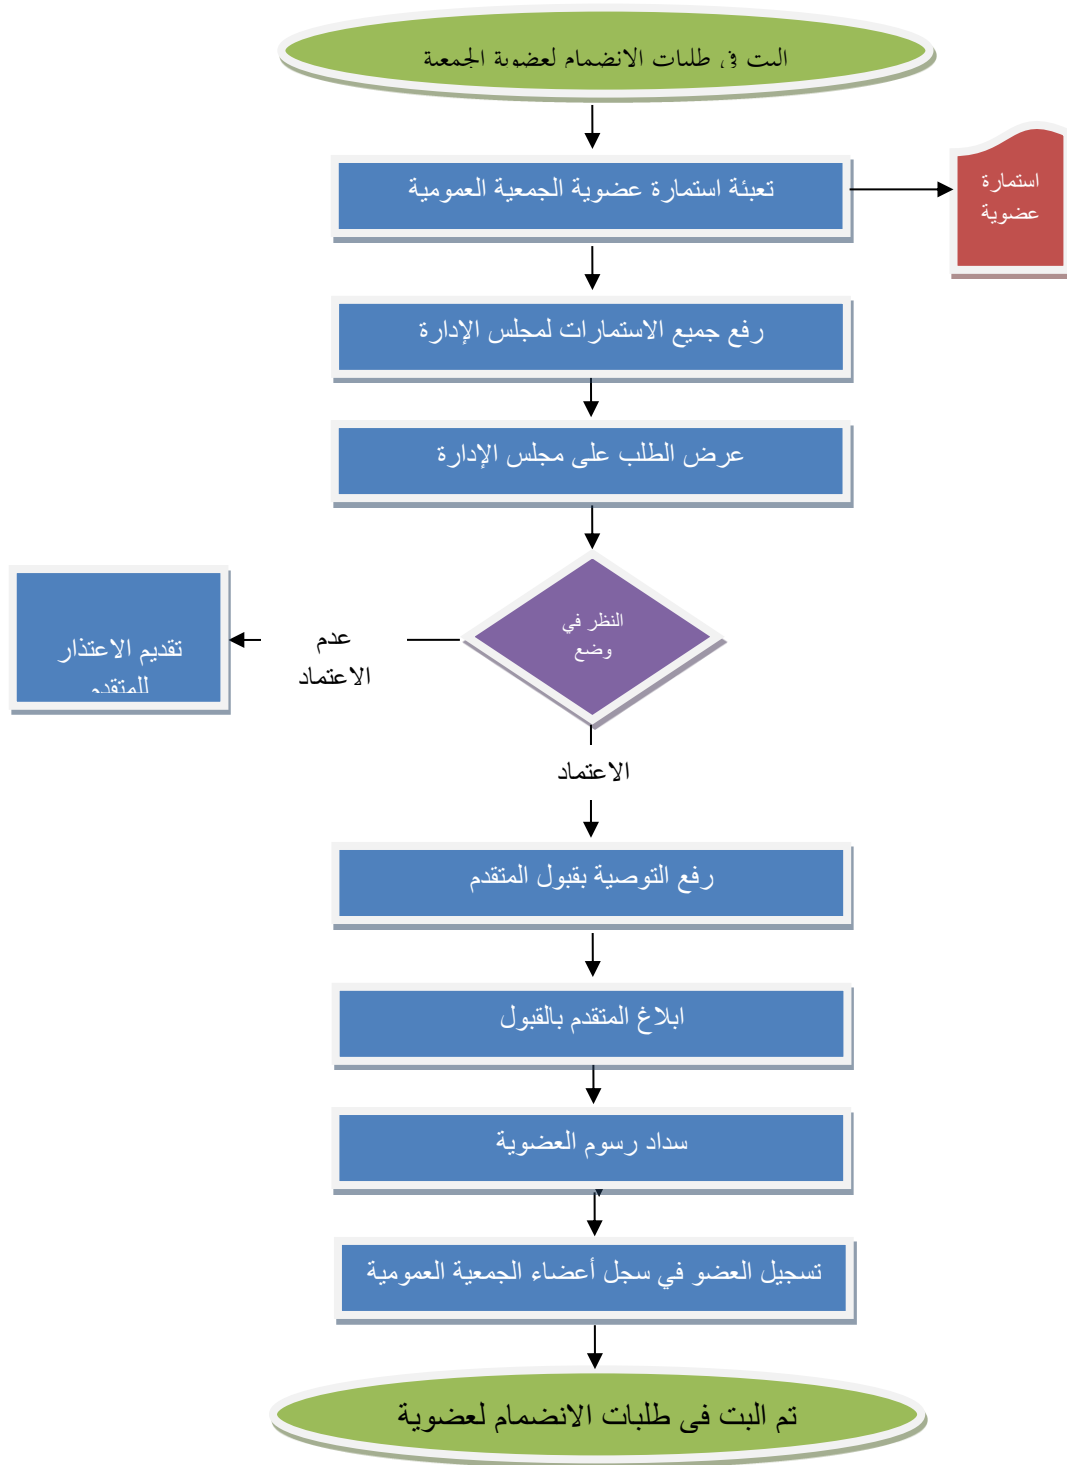 البت في طلبات الانضمام لعضوية الجمعية
تعبئة استمارة عضوية الجمعية العمومية
استمارة
عضوية
رفع جميع الاستمارات لمجلس الإدارة
عرض الطلب على مجلس الإدارة
النظر في
وضع
عدم
الاعتماد
تقديم الاعتذار
للمتقدم
الاعتماد
رفع التوصية بقبول المتقدم
ابلاغ المتقدم بالقبول
سداد رسوم العضوية
تسجيل العضو في سجل أعضاء الجمعية العمومية
تم البت في طلبات الانضمام لعضوية